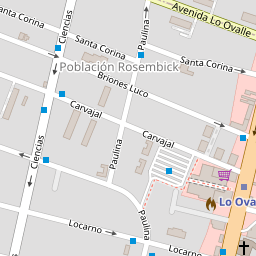 Avenida Lo Ovalle
Ciencias
Paulina
Santa Corina
Santa Corina
Población Rosembick
Briones Luco
Carvajal
Carvajal
Ciencias
Paulina
Lo Ova
Paulina
Locarno
Locarno